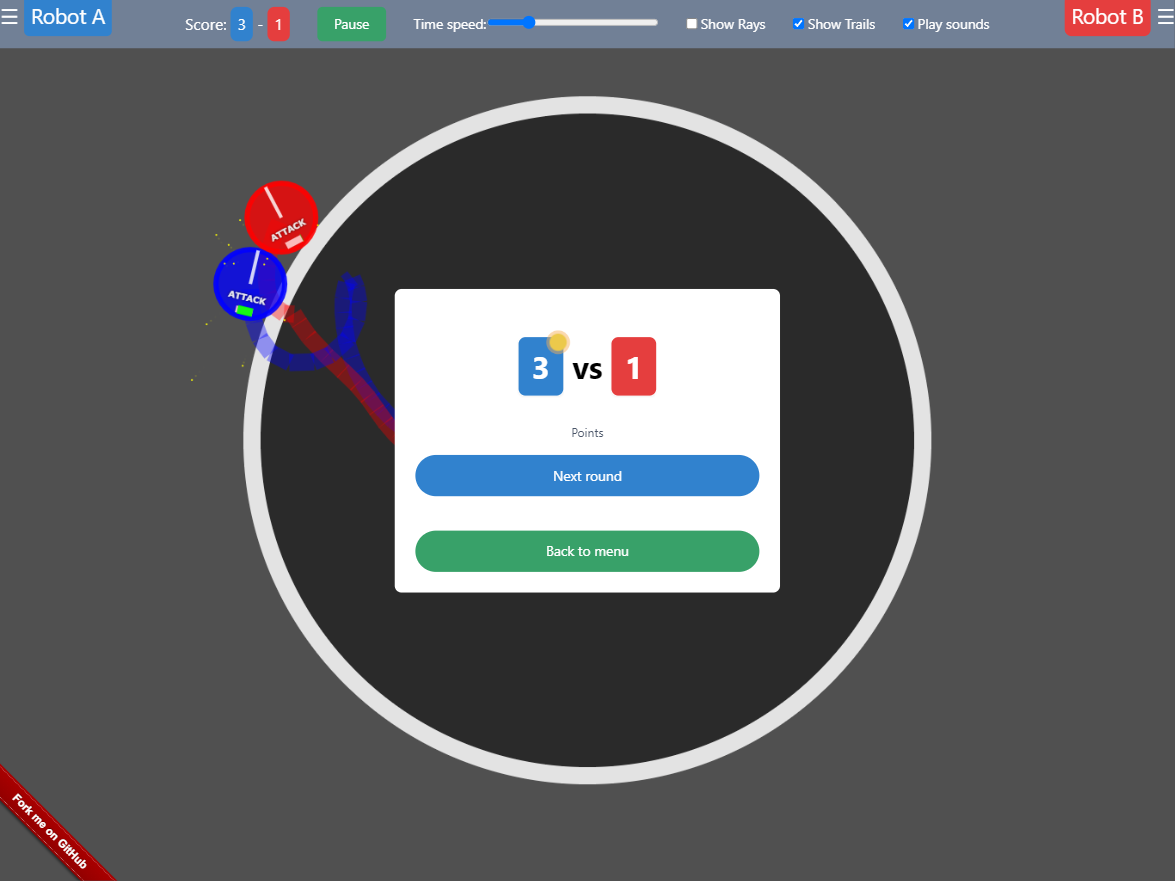 ☰ Robot A
Score: 3 - 1
Pause
Time speed:
Show Rays
Show Trails
Play sounds
Robot B ☰
ATTACK
ATTACK
3 vs 1
Points
Next round
Back to menu
Fork me on GitHub